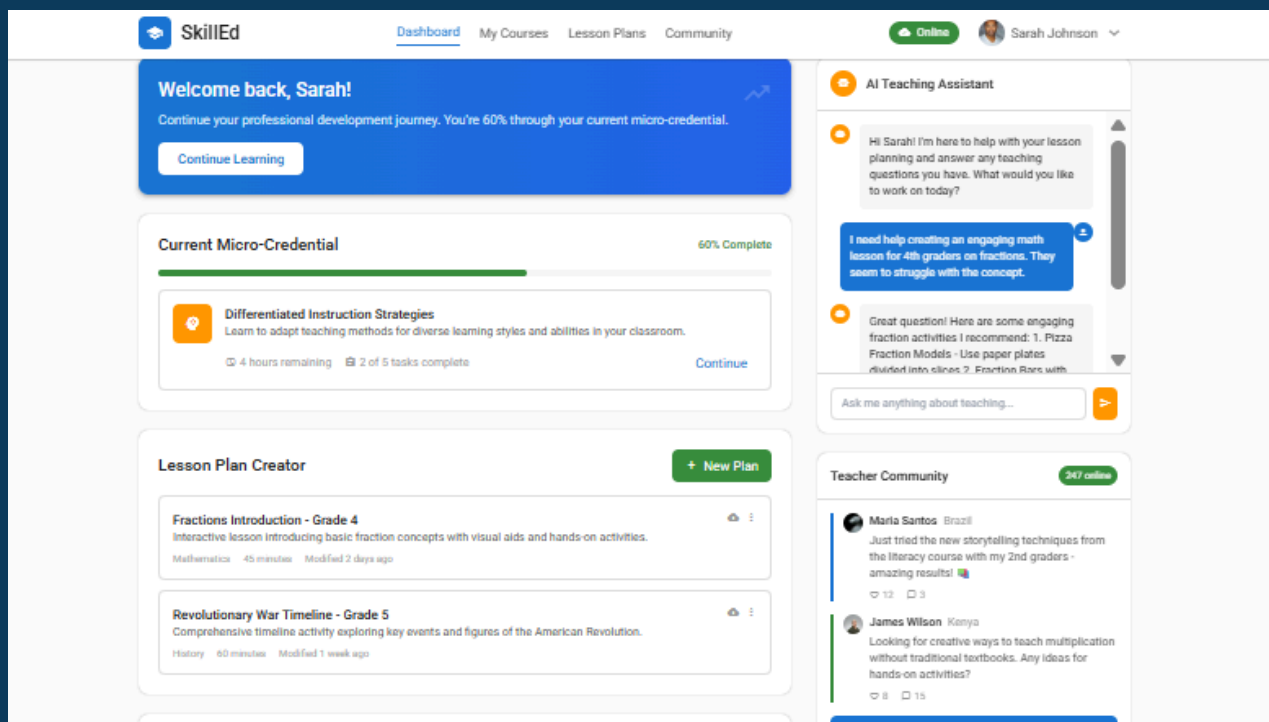 SkillEd
Dashboard My Courses Lesson Plans Community
Online
Sarah Johnson
Welcome back, Sarah!
Continue your professional development journey. You're 60% through your current micro-credential.
Continue Learning
Current Micro-Credential
60% Complete
Differentiated Instruction Strategies
Learn to adapt teaching methods for diverse learning styles and abilities in your classroom.
4 hours remaining 2 of 5 tasks complete
Continue
Lesson Plan Creator
+ New Plan
Fractions Introduction - Grade 4
Interactive lesson introducing basic fraction concepts with visual aids and hands-on activities.
Mathematics 45 minutes Modified 2 days ago
Revolutionary War Timeline - Grade 5
Comprehensive timeline activity exploring key events and figures of the American Revolution.
History 60 minutes Modified 1 week ago
AI Teaching Assistant
Hi Sarah! I'm here to help with your lesson
planning and answer any teaching
questions you have. What would you like
to work on today?
I need help creating an engaging math
lesson for 4th graders on fractions. They
seem to struggle with the concept.
Great question! Here are some engaging
fraction activities I recommend: 1. Pizza
Fraction Models - Use paper plates
divided into slices 2. Fraction Bars with
Ask me anything about teaching...
Teacher Community
247 online
Maria Santos Brazil
Just tried the new storytelling techniques from
the literacy course with my 2nd graders -
amazing results! 📚
12 3
James Wilson Kenya
Looking for creative ways to teach multiplication
without traditional textbooks. Any ideas for
hands-on activities?
8 15